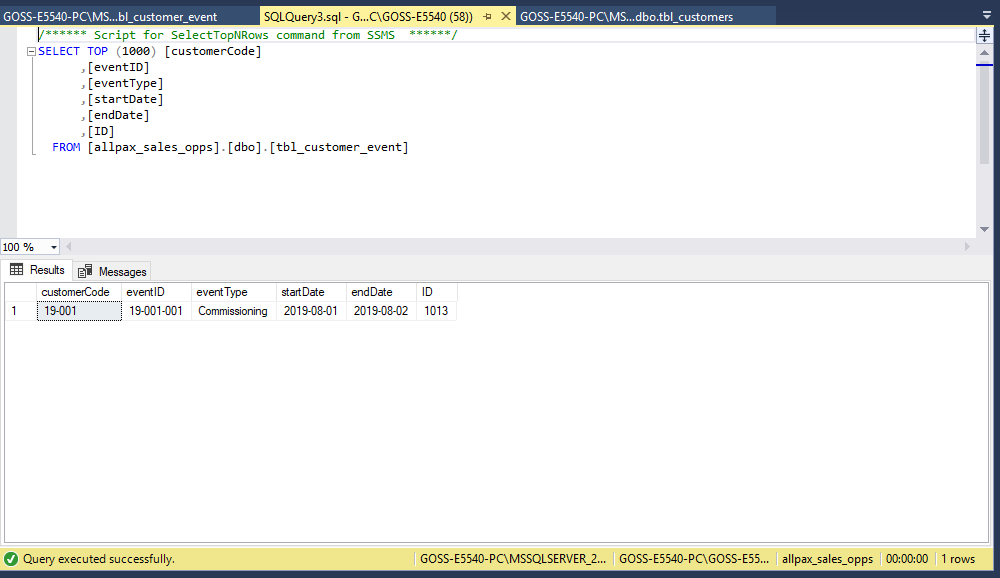 GOSS-E5540-PC\MS...bl_customer_event SQLQuery3.sql - G...C\GOSS-E5540 (58)) GOSS-E5540-PC\MS...dbo.tbl_customers
/****** Script for SelectTopNRows command from SSMS  ******/
SELECT TOP (1000) [customerCode]
      ,[eventID]
      ,[eventType]
      ,[startDate]
      ,[endDate]
      ,[ID]
  FROM [allpax_sales_opps].[dbo].[tbl_customer_event]
100 %
Results Messages
customerCode eventID eventType startDate endDate ID
1 19-001 19-001-001 Commissioning 2019-08-01 2019-08-02 1013
Query executed successfully. GOSS-E5540-PC\MSSQLSERVER_2... GOSS-E5540-PC\GOSS-E55... allpax_sales_opps 00:00:00 1 rows